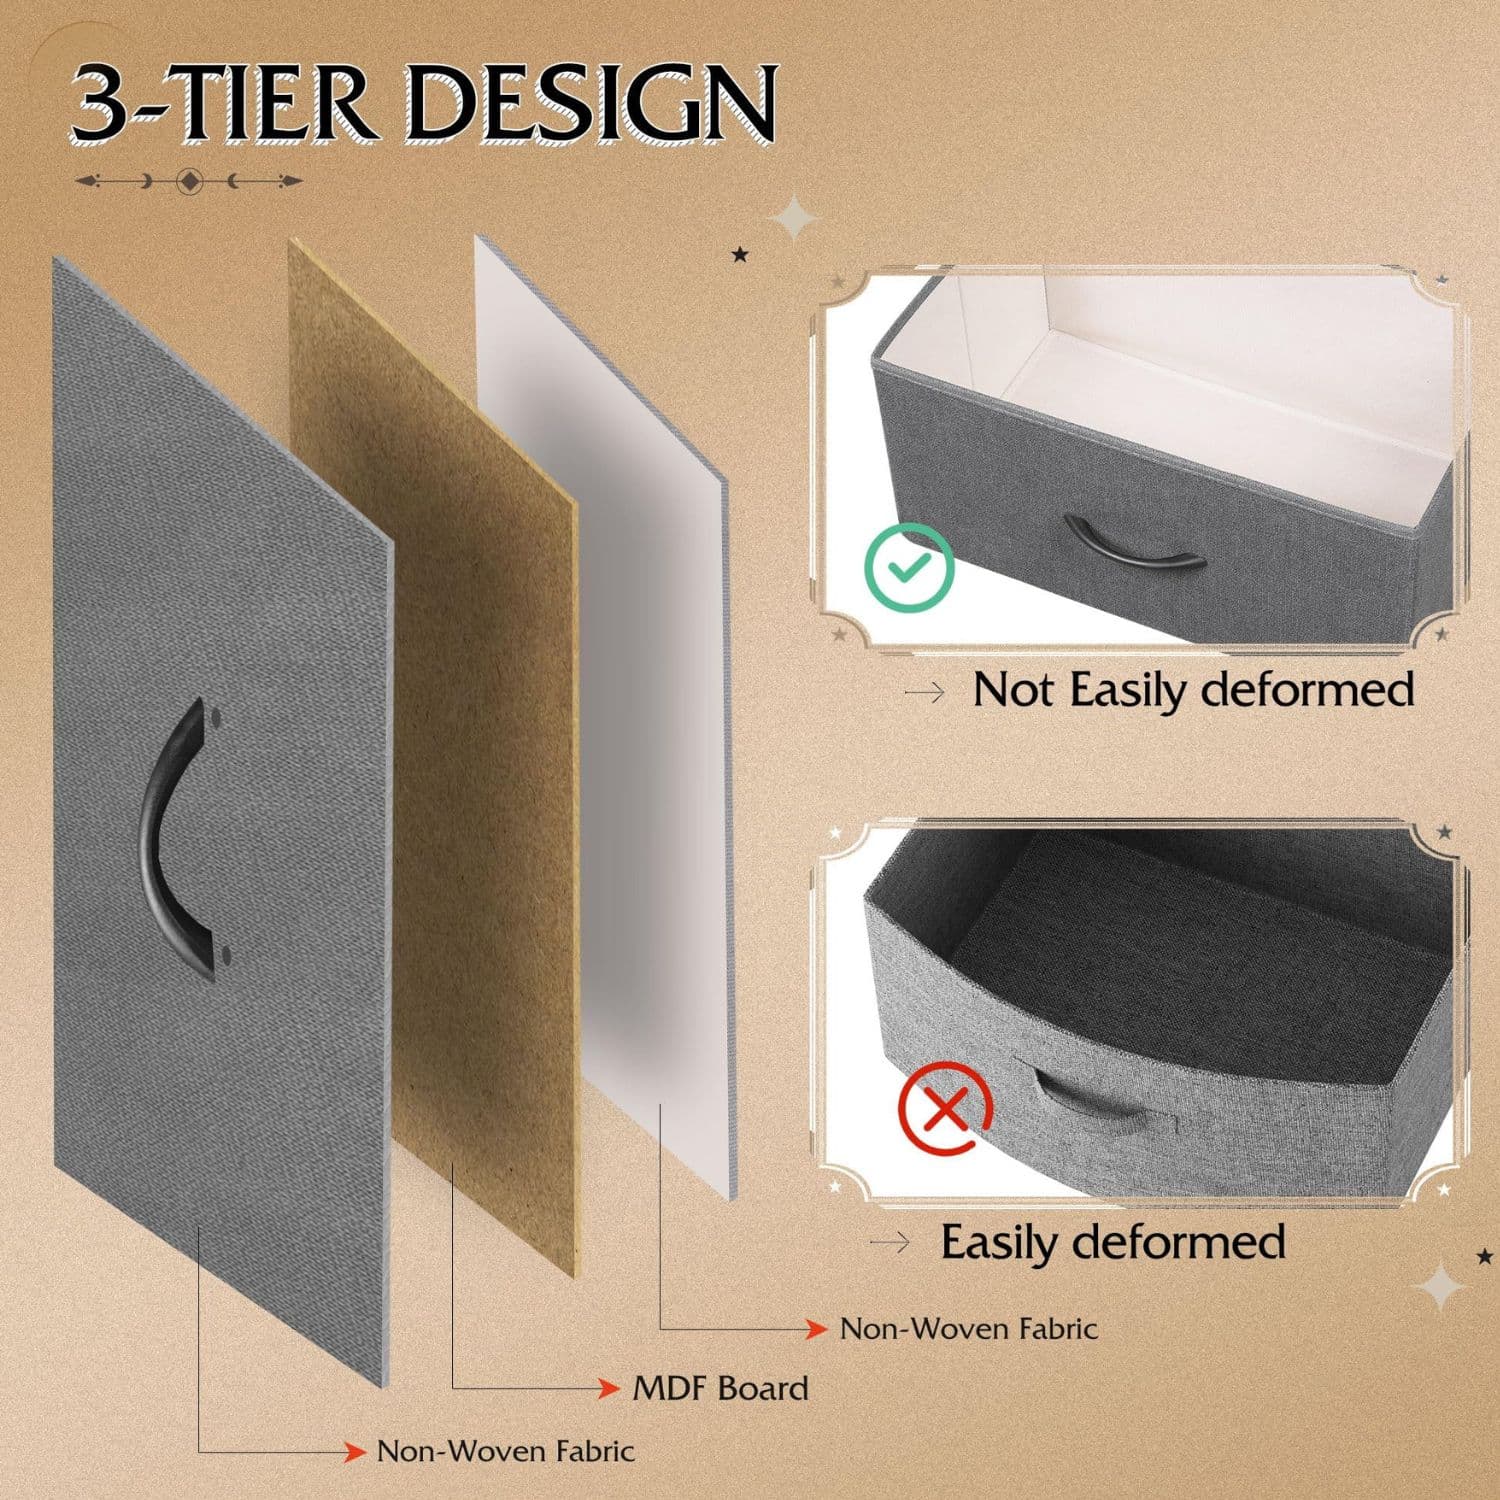 3-TIER DESIGN
Not Easily deformed
Easily deformed
Non-Woven Fabric
MDF Board
Non-Woven Fabric